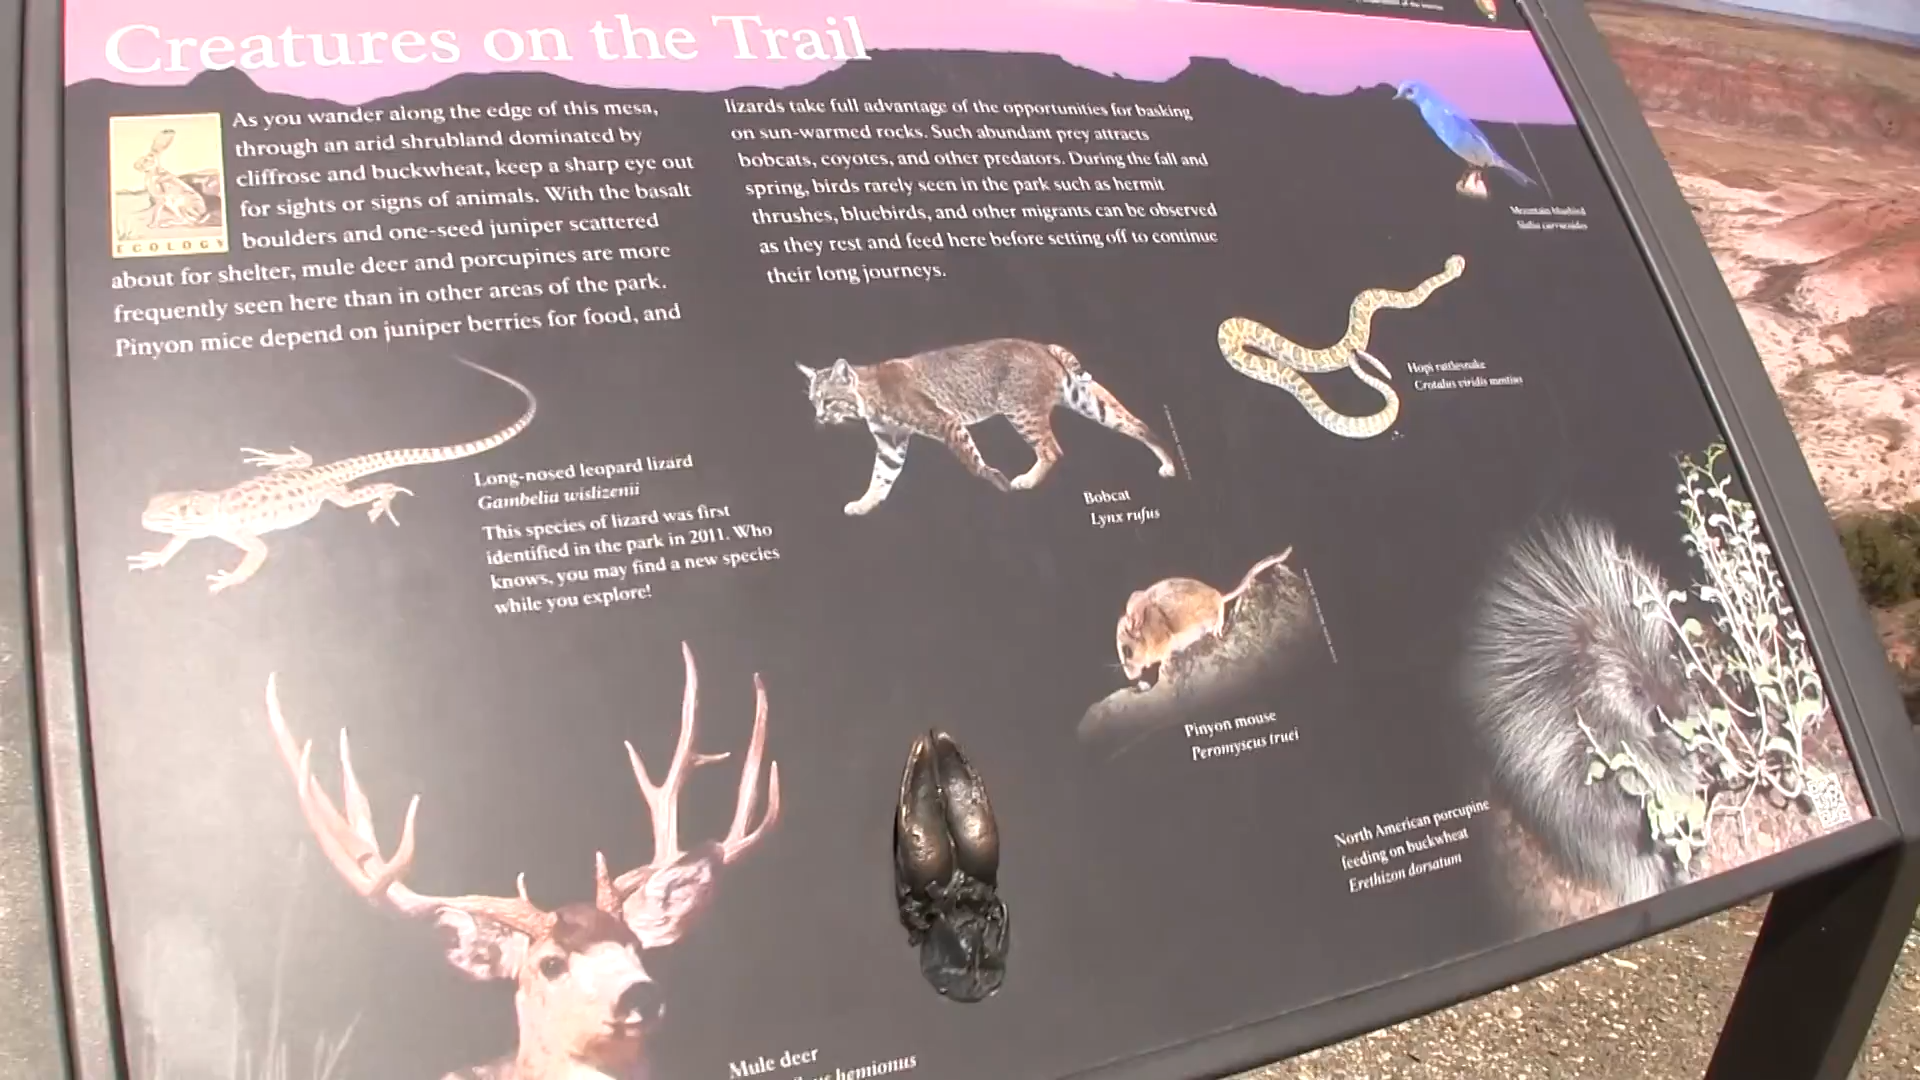 Creatures on the Trail
ECOLOGY
As you wander along the edge of this mesa,
through an arid shrubland dominated by
cliffrose and buckwheat, keep a sharp eye out
for sights or signs of animals. With the basalt
boulders and one-seed juniper scattered
about for shelter, mule deer and porcupines are more
frequently seen here than in other areas of the park.
Pinyon mice depend on juniper berries for food, and
lizards take full advantage of the opportunities for basking
on sun-warmed rocks. Such abundant prey attracts
bobcats, coyotes, and other predators. During the fall and
spring, birds rarely seen in the park such as hermit
thrushes, bluebirds, and other migrants can be observed
as they rest and feed here before setting off to continue
their long journeys.
Mountain bluebird
Sialia currucoides
Hopi rattlesnake
Crotalus viridis
Long-nosed leopard lizard
Gambelia wislizenii
This species of lizard was first
identified in the park in 2011. Who
knows, you may find a new species
while you explore!
Bobcat
Lynx rufus
Pinyon mouse
Peromyscus truei
North American porcupine
feeding on buckwheat
Erethizon dorsatum
Mule deer
hemionus